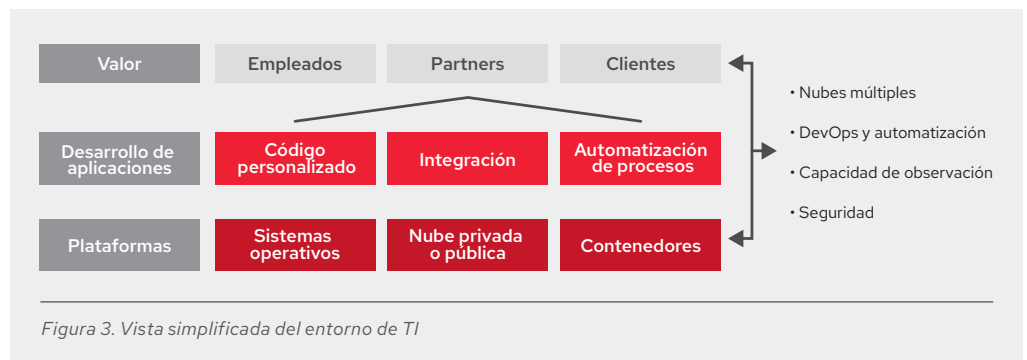 Valor
Empleados
Partners
Clientes
• Nubes múltiples
• DevOps y automatización
• Capacidad de observación
• Seguridad
Desarrollo de
aplicaciones
Código
personalizado
Integración
Automatización
de procesos
Plataformas
Sistemas
operativos
Nube privada
o pública
Contenedores
Figura 3. Vista simplificada del entorno de TI